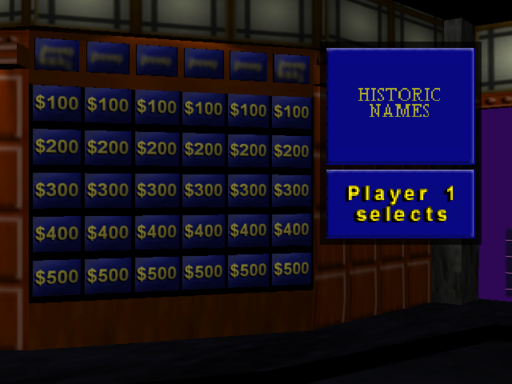 $100 $100 $100 $100 $100 $100
$200 $200 $200 $200 $200 $200
$300 $300 $300 $300 $300 $300
$400 $400 $400 $400 $400 $400
$500 $500 $500 $500 $500 $500
HISTORIC
NAMES
Player 1
selects